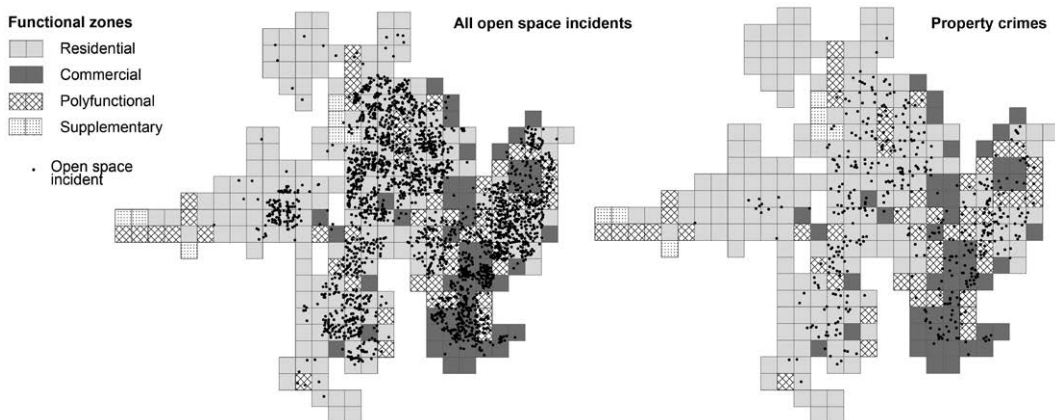 Functional zones
Residential
Commercial
Polyfunctional
Supplementary
Open space
incident
All open space incidents
Property crimes